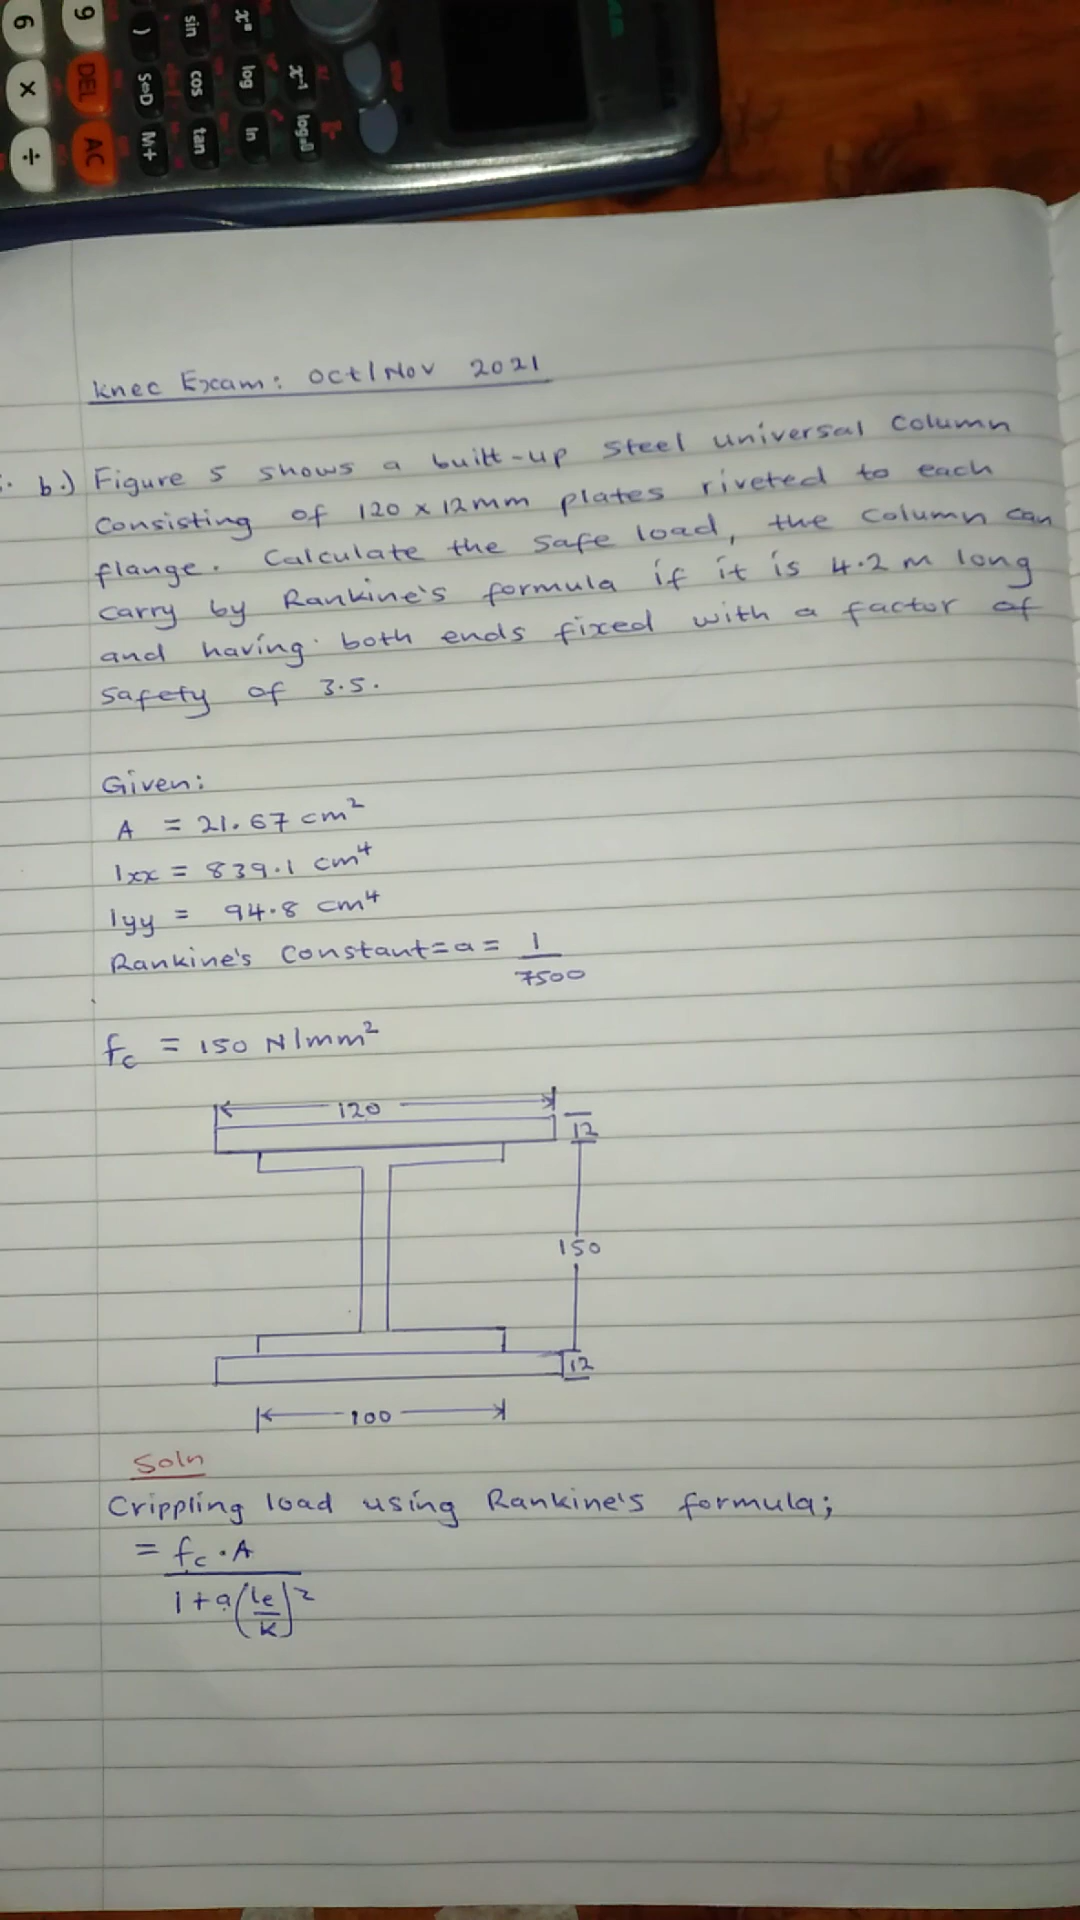 6 × ÷
9 DEL AC
) S⇔D M+
sin cos tan
log ln
x⁻¹
knec Exam: Oct/Nov 2021
b.) Figure 5 shows a built-up steel universal column
consisting of 120 x 12mm plates riveted to each
flange. Calculate the safe load, the column can
carry by Rankine's formula if it is 4.2 m long
and having both ends fixed with a factor of
safety of 3.5.
Given:
A = 21.67 cm²
Ixx = 839.1 cm⁴
Iyy = 94.8 cm⁴
Rankine's Constant = a = 1/7500
fc = 150 N/mm²
120
12
150
12
100
Soln
Crippling load using Rankine's formula;
= fc . A
1 + a (le/k)²